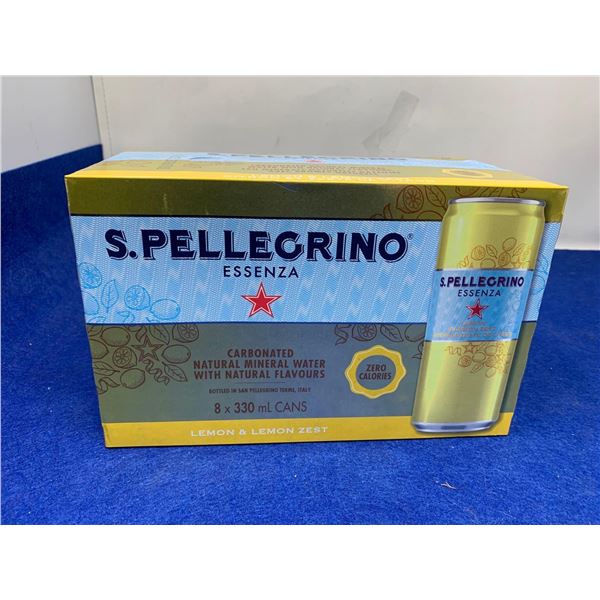 S.PELLEGRINO
S.PELLEGRINO®
ESSENZA
CARBONATED
NATURAL MINERAL WATER
WITH NATURAL FLAVOURS
BOTTLED IN SAN PELLEGRINO TERME, ITALY
8 x 330 mL CANS
ZERO
CALORIES
LEMON & LEMON ZEST
S.PELLEGRINO
ESSENZA